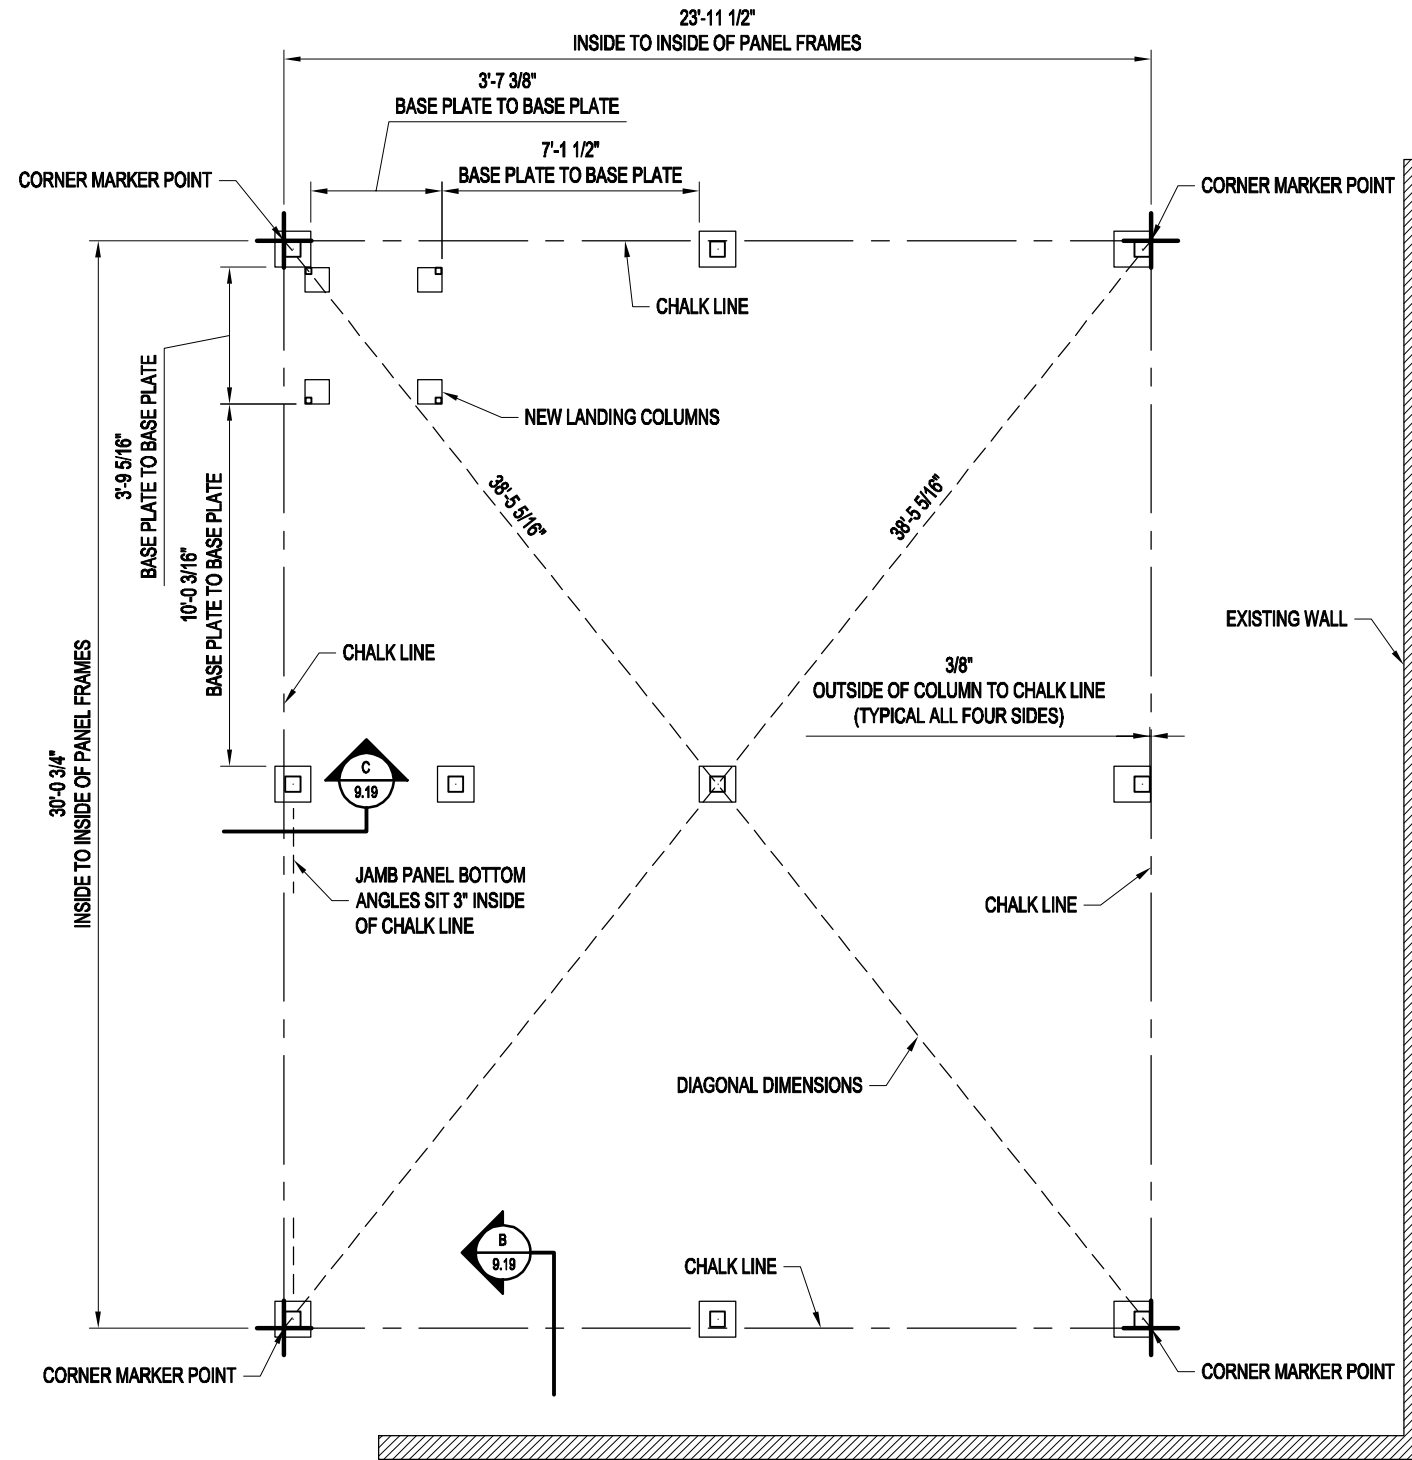 23'-11 1/2"
INSIDE TO INSIDE OF PANEL FRAMES
3'-7 3/8"
BASE PLATE TO BASE PLATE
7'-1 1/2"
BASE PLATE TO BASE PLATE
CORNER MARKER POINT
CORNER MARKER POINT
CHALK LINE
3'-9 5/16"
BASE PLATE TO BASE PLATE
NEW LANDING COLUMNS
10'-0 3/16"
BASE PLATE TO BASE PLATE
38'-5 5/16"
38'-5 5/16"
EXISTING WALL
CHALK LINE
3/8"
OUTSIDE OF COLUMN TO CHALK LINE
(TYPICAL ALL FOUR SIDES)
30'-0 3/4"
INSIDE TO INSIDE OF PANEL FRAMES
C
9.19
JAMB PANEL BOTTOM
ANGLES SIT 3" INSIDE
OF CHALK LINE
CHALK LINE
DIAGONAL DIMENSIONS
B
9.19
CHALK LINE
CORNER MARKER POINT
CORNER MARKER POINT